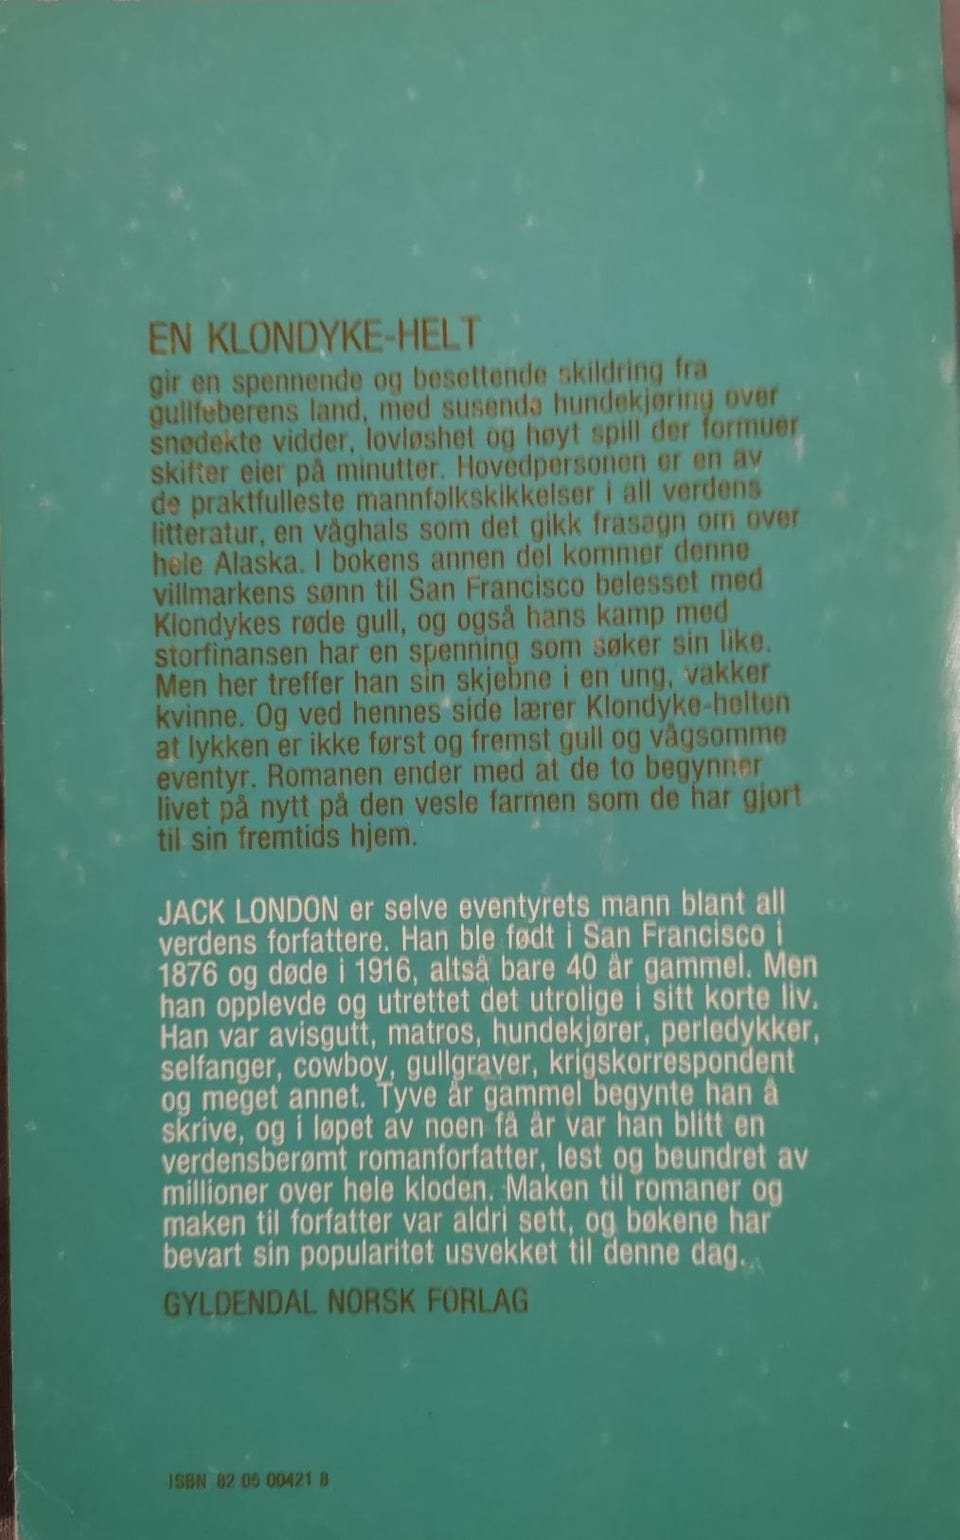 EN KLONDYKE-HELT
gir en spennende og besettende skildring fra
gullfeberens land, med susende hundekjøring over
snødekte vidder, lovløshet og høyt spill der formuer
skifter eier på minutter. Hovedpersonen er en av
de praktfulleste mannfolkskikkelser i all verdens
litteratur, en våghals som det gikk frasagn om over
hele Alaska. I bokens annen del kommer denne
villmarkens sønn til San Francisco belesset med
Klondykes røde gull, og også hans kamp med
storfinansen har en spenning som søker sin like.
Men her treffer han sin skjebne i en ung, vakker
kvinne. Og ved hennes side lærer Klondyke-helten
at lykken er ikke først og fremst gull og vågsomme
eventyr. Romanen ender med at de to begynner
livet på nytt på den vesle farmen som de har gjort
til sin fremtids hjem.
JACK LONDON er selve eventyrets mann blant all
verdens forfattere. Han ble født i San Francisco i
1876 og døde i 1916, altså bare 40 år gammel. Men
han opplevde og utrettet det utrolige i sitt korte liv.
Han var avisgutt, matros, hundekjører, perledykker,
selfanger, cowboy, gullgraver, krigskorrespondent
og meget annet. Tyve år gammel begynte han å
skrive, og i løpet av noen få år var han blitt en
verdensberømt romanforfatter, lest og beundret av
millioner over hele kloden. Maken til romaner og
maken til forfatter var aldri sett, og bøkene har
bevart sin popularitet usvekket til denne dag.
GYLDENDAL NORSK FORLAG
ISBN 82 05 00421 8